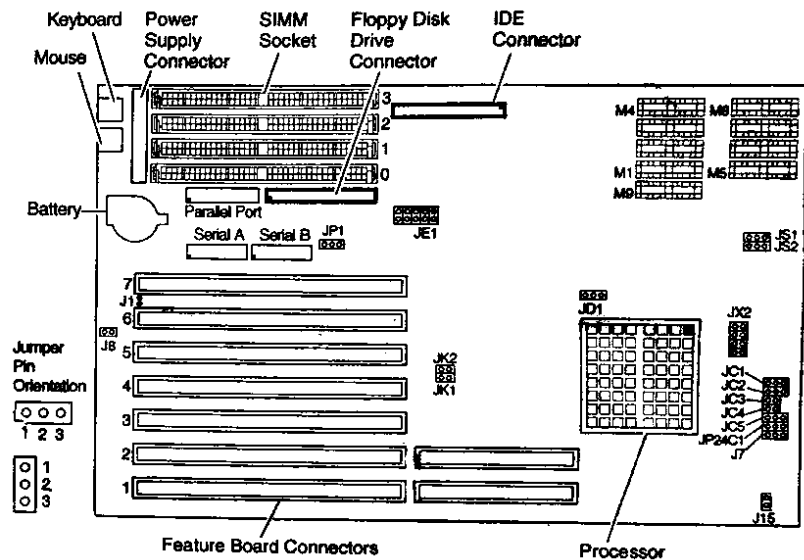 Keyboard
Mouse
Power Supply Connector
SIMM Socket
Floppy Disk Drive Connector
IDE Connector
3
2
1
0
M4
M6
M1
M5
M9
Battery
Parallel Port
Serial A
Serial B
JP1
JE1
JS1
JS2
7
J1
6
J8
5
4
3
2
1
JD1
JX2
JK2
JK1
JC1
JC2
JC3
JC4
JC5
JP24C1
J7
J15
Jumper Pin Orientation
1 2 3
1
2
3
Feature Board Connectors
Processor